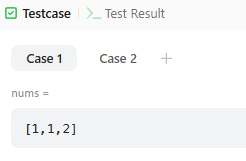 Testcase | Test Result
Case 1 Case 2 +
nums =
[1,1,2]